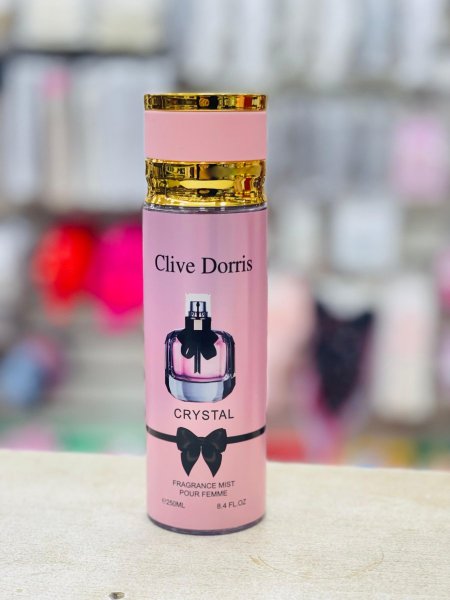 Clive Dorris
CRYSTAL
FRAGRANCE MIST
POUR FEMME
℮250ML 8.4 FL.OZ